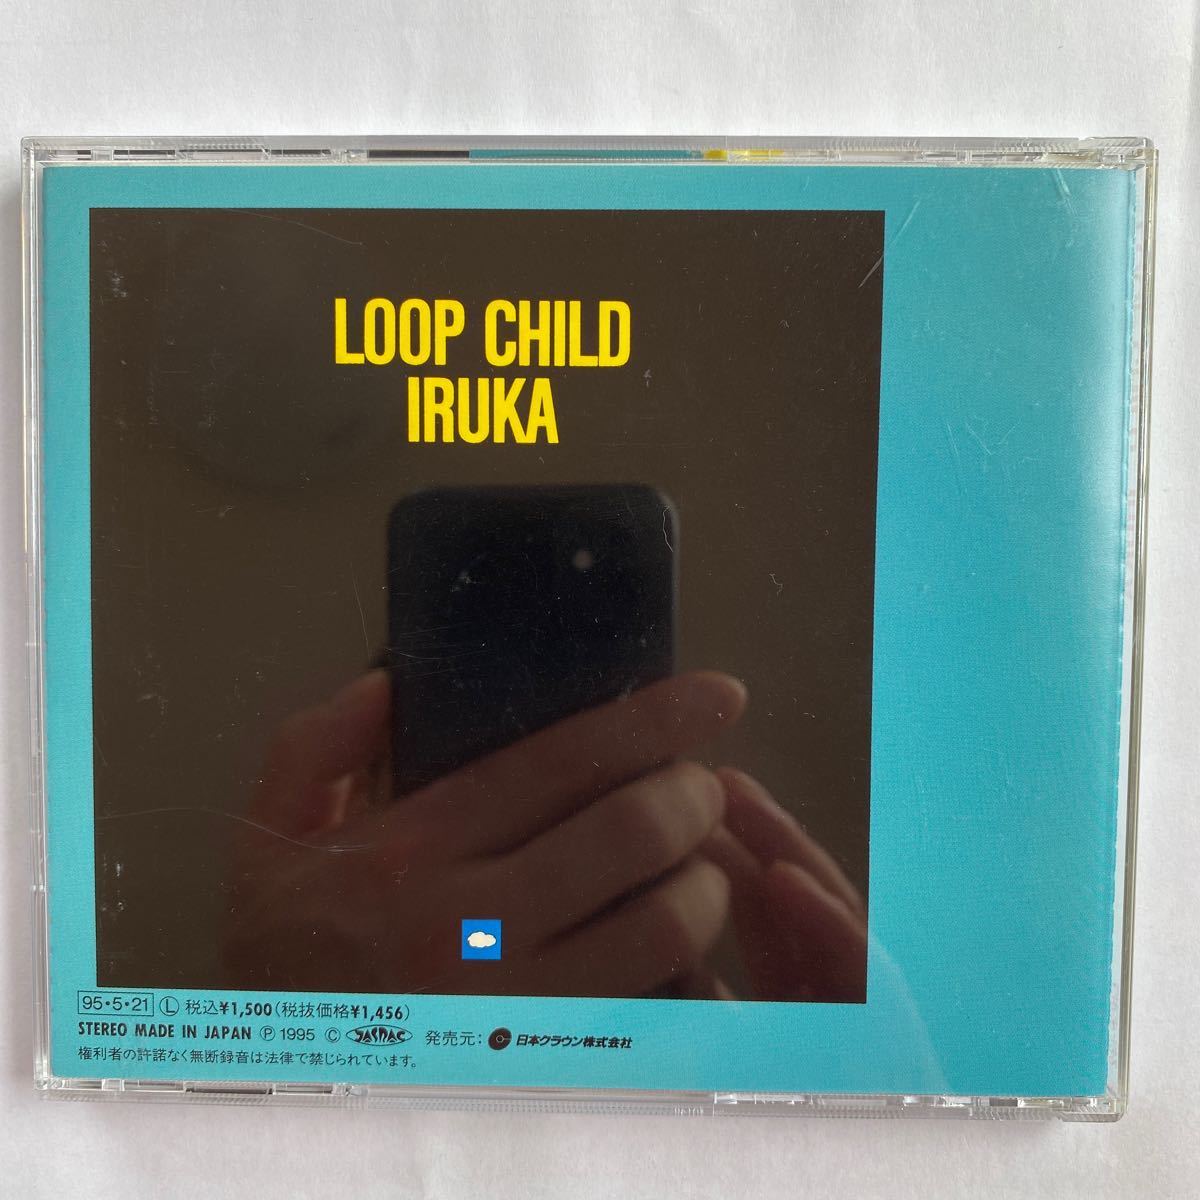 LOOP CHILD
IRUKA
95・5・21 Ⓛ 税込¥1,500(税抜価格¥1,456)
STEREO MADE IN JAPAN Ⓟ 1995 Ⓒ JASRAC 発売元: 日本クラウン株式会社
権利者の許諾なく無断録音は法律で禁じられています。